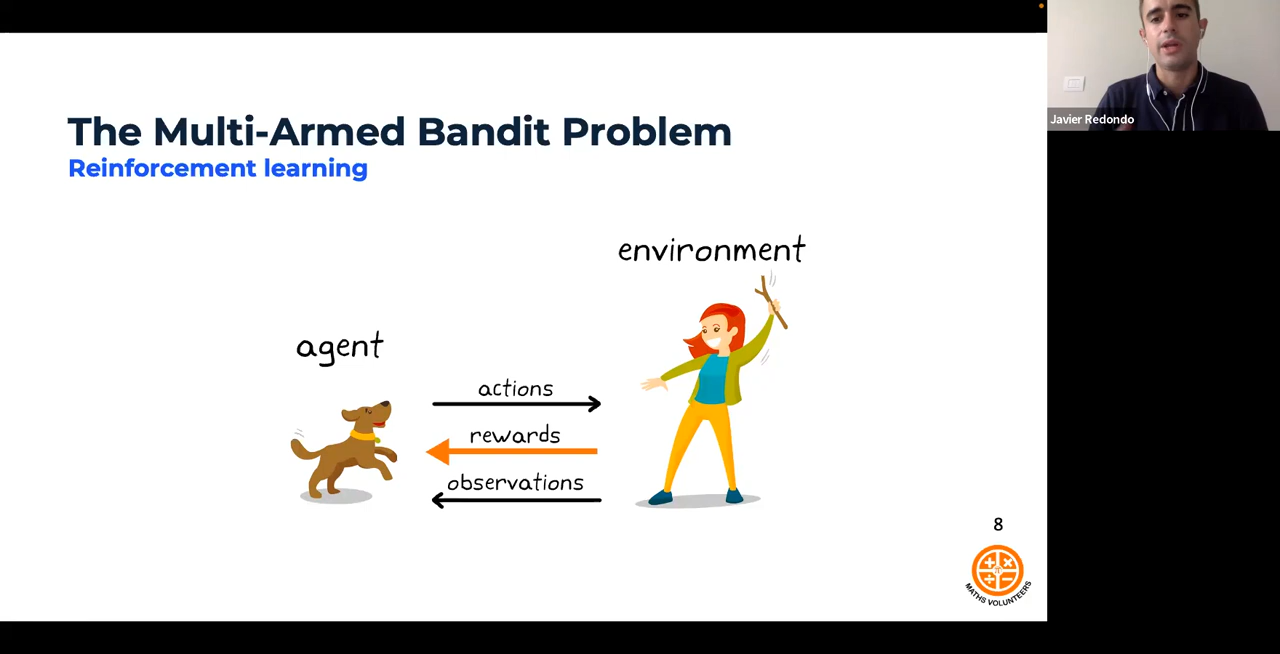 The Multi-Armed Bandit Problem
Reinforcement learning
environment
agent
actions
rewards
observations
8
MATHS VOLUNTEERS
Javier Redondo